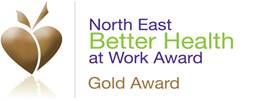 North East
Better Health
at Work Award
Gold Award